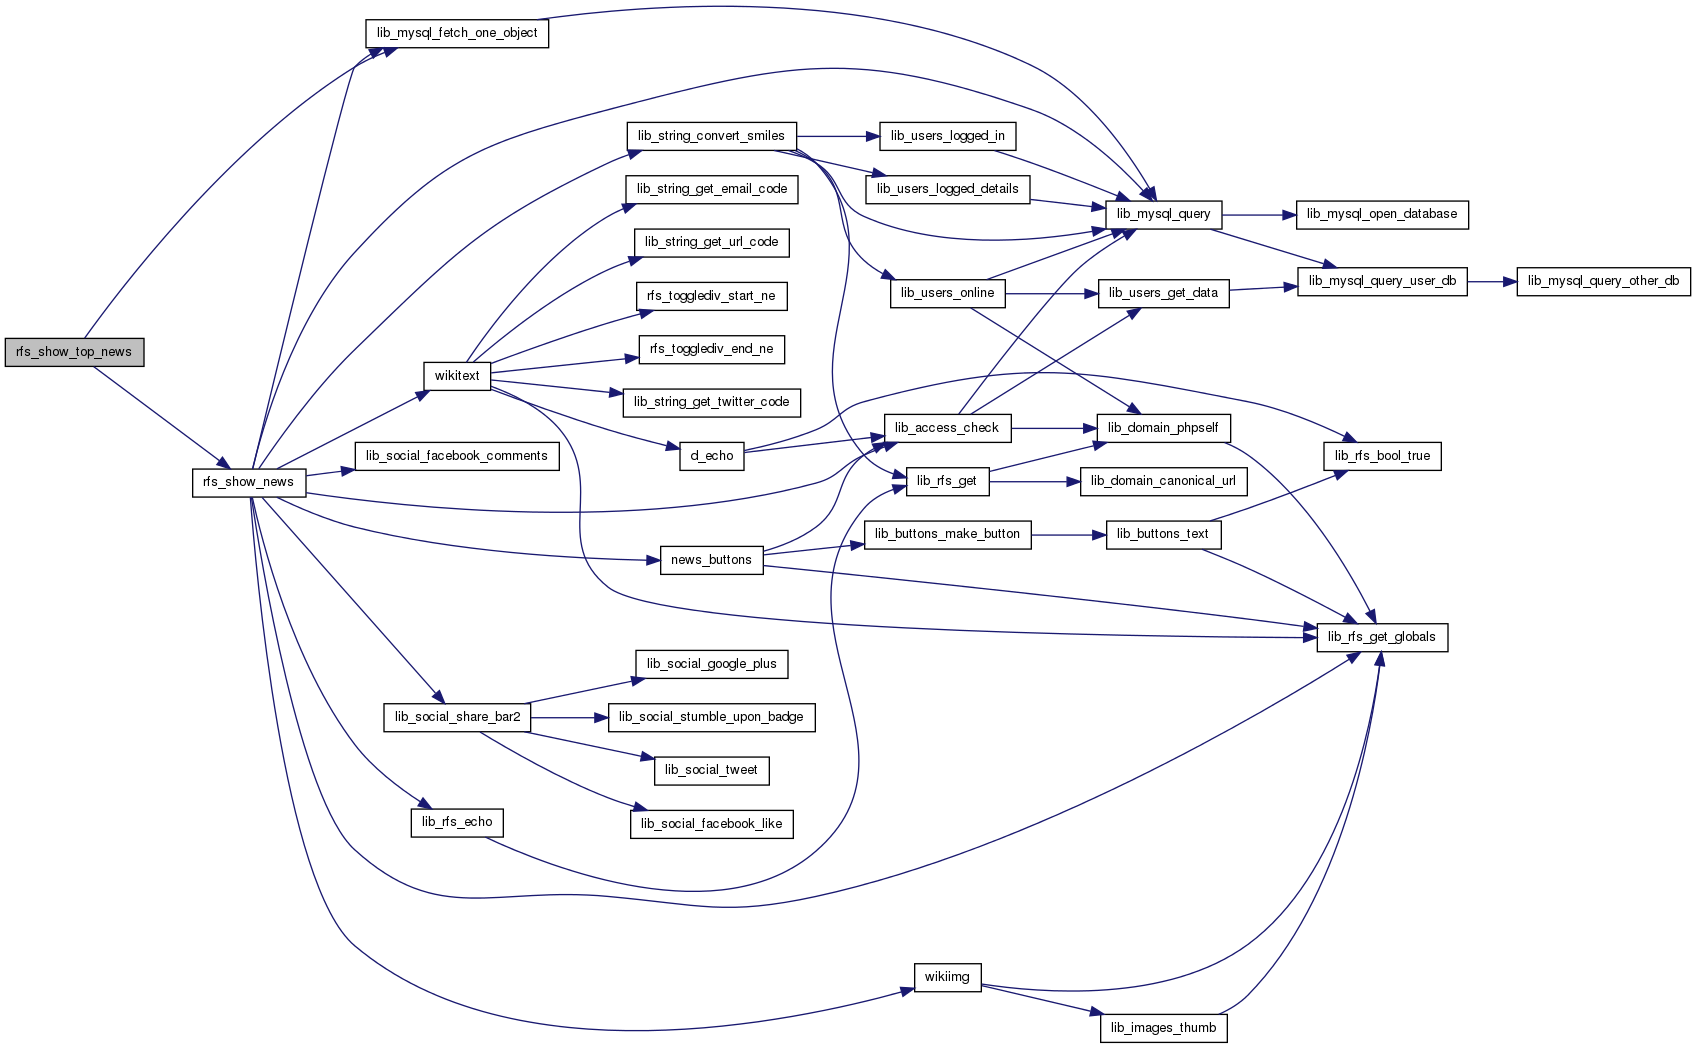 lib_mysql_fetch_one_object
lib_string_convert_smiles
lib_users_logged_in
lib_string_get_email_code
lib_users_logged_details
lib_mysql_query
lib_mysql_open_database
lib_string_get_url_code
lib_mysql_query_user_db
lib_mysql_query_other_db
rfs_togglediv_start_ne
lib_users_online
lib_users_get_data
rfs_show_top_news
rfs_togglediv_end_ne
wikitext
lib_string_get_twitter_code
lib_access_check
lib_domain_phpself
lib_social_facebook_comments
d_echo
lib_rfs_bool_true
rfs_show_news
lib_rfs_get
lib_domain_canonical_url
lib_buttons_make_button
lib_buttons_text
news_buttons
lib_rfs_get_globals
lib_social_google_plus
lib_social_share_bar2
lib_social_stumble_upon_badge
lib_social_tweet
lib_rfs_echo
lib_social_facebook_like
wikiimg
lib_images_thumb